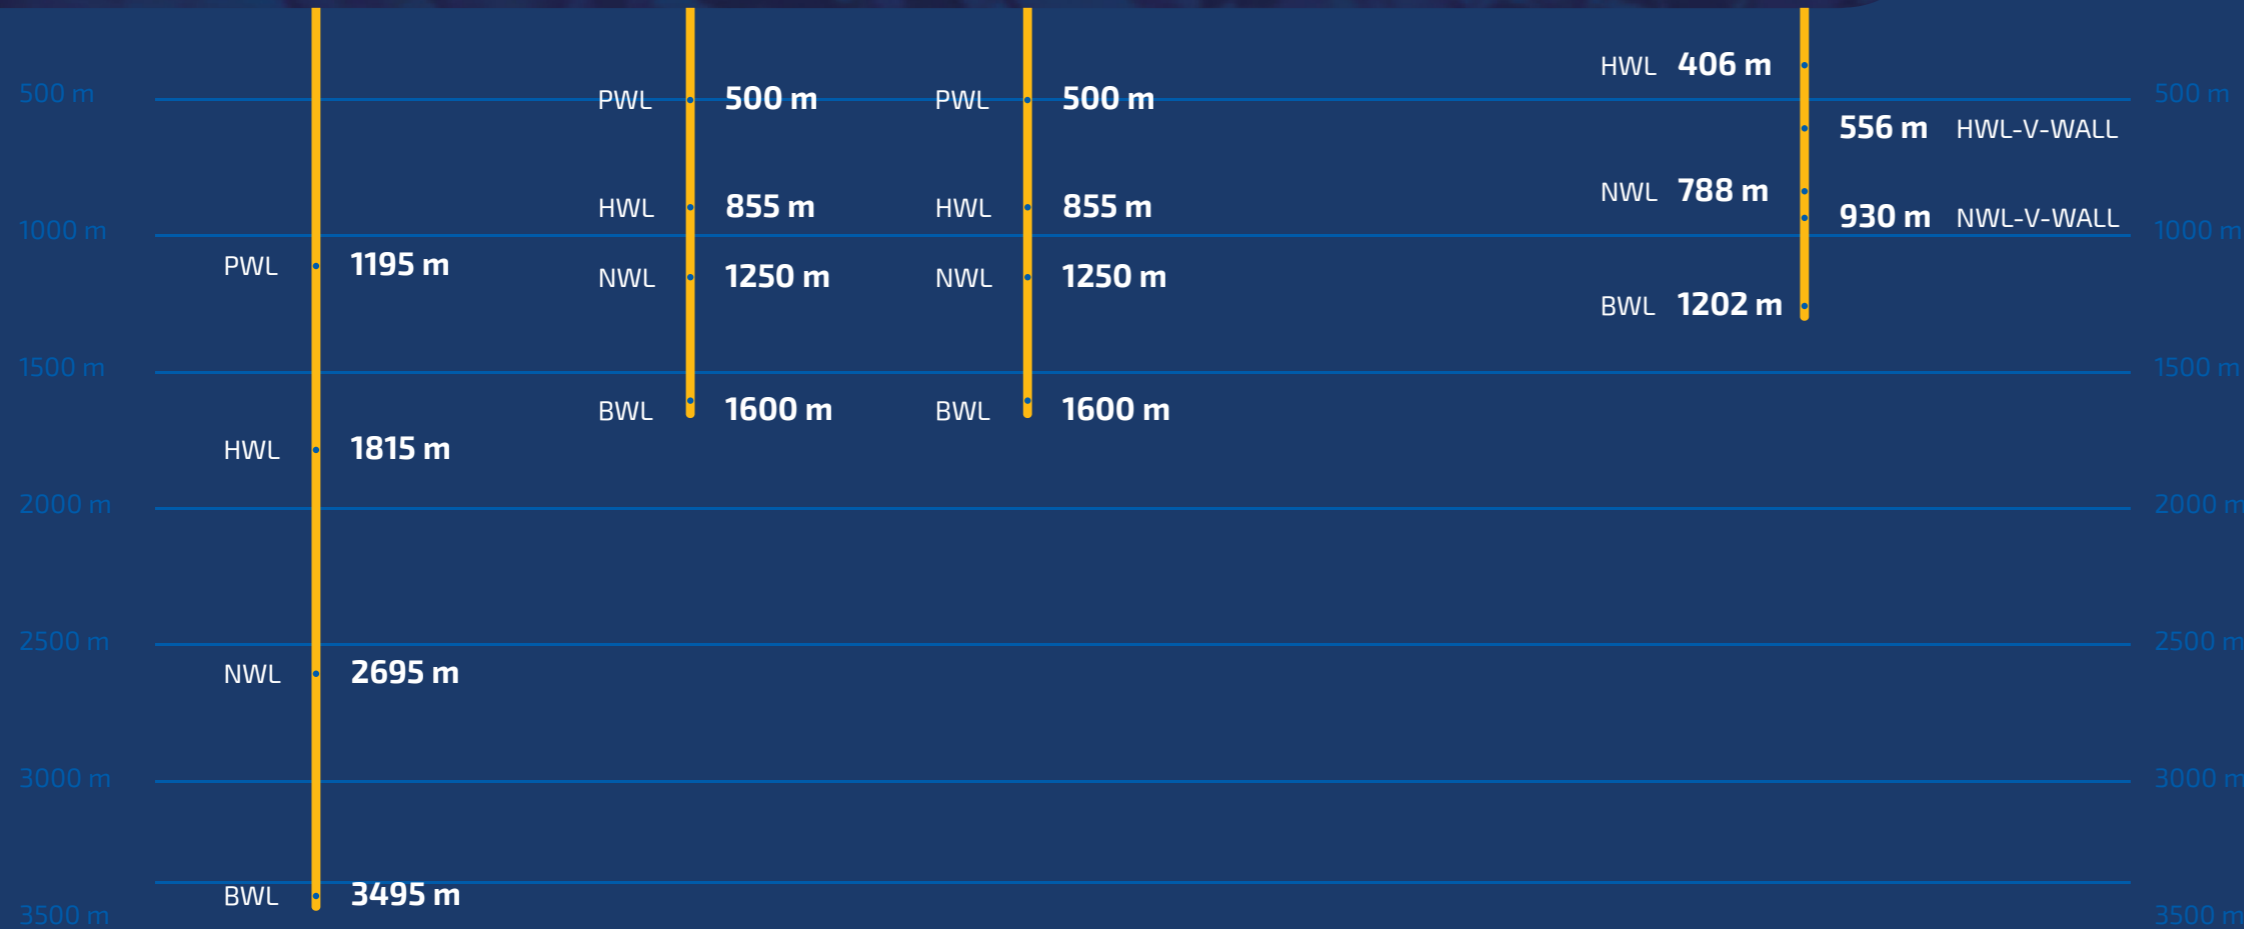 HWL 406 m
500 m PWL 500 m PWL 500 m 500 m
556 m HWL-V-WALL
NWL 788 m
HWL 855 m HWL 855 m
930 m NWL-V-WALL
1000 m 1000 m
PWL 1195 m
NWL 1250 m NWL 1250 m
BWL 1202 m
1500 m 1500 m
BWL 1600 m BWL 1600 m
HWL 1815 m
2000 m 2000 m
2500 m 2500 m
NWL 2695 m
3000 m 3000 m
BWL 3495 m
3500 m 3500 m